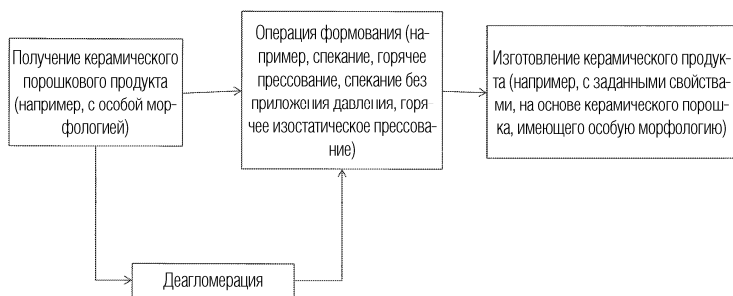 Получение керамического
порошкового продукта
(например, с особой мор-
фологией)
Операция формования (на-
пример, спекание, горячее
прессование, спекание без
приложения давления, горя-
чее изостатическое прессова-
ние)
Изготовление керамического продук-
та (например, с заданными свойства-
ми, на основе керамического порош-
ка, имеющего особую морфологию)
Деагломерация